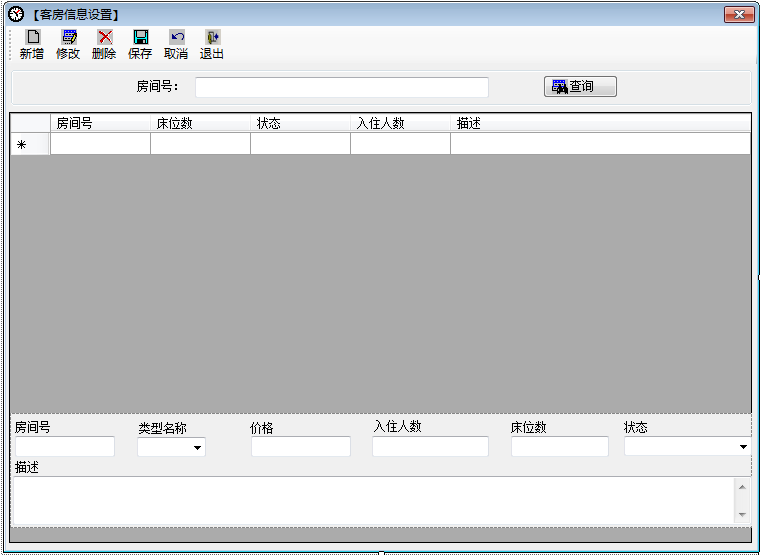 【客房信息设置】
新增 修改 删除 保存 取消 退出
房间号： 查询
房间号 床位数 状态 入住人数 描述
房间号 类型名称 价格 入住人数 床位数 状态
描述